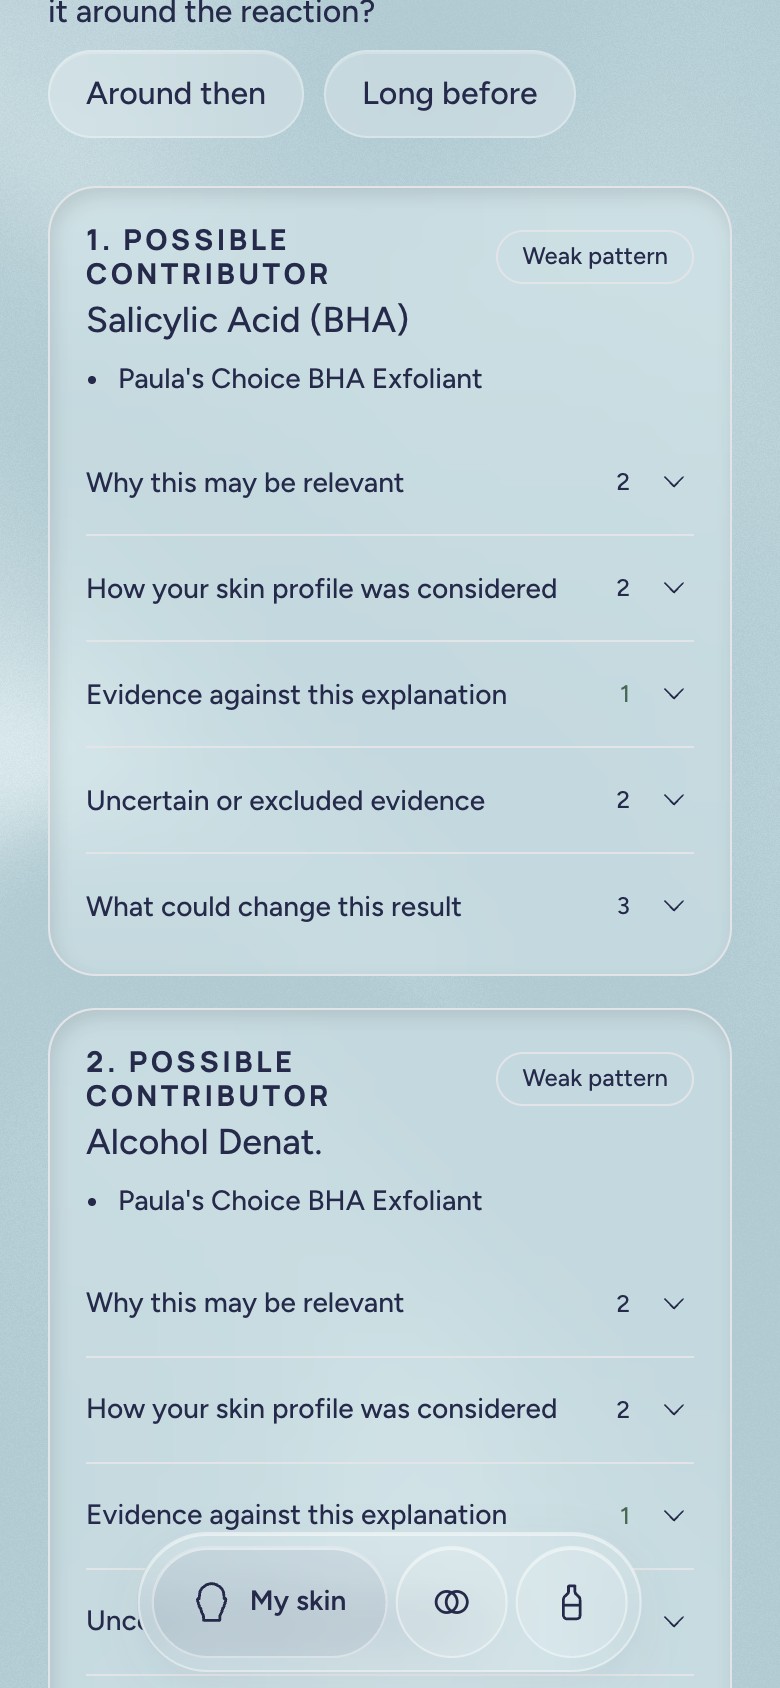 it around the reaction?
Around then
Long before
1. POSSIBLE
CONTRIBUTOR
Weak pattern
Salicylic Acid (BHA)
• Paula's Choice BHA Exfoliant
Why this may be relevant 2
How your skin profile was considered 2
Evidence against this explanation 1
Uncertain or excluded evidence 2
What could change this result 3
2. POSSIBLE
CONTRIBUTOR
Weak pattern
Alcohol Denat.
• Paula's Choice BHA Exfoliant
Why this may be relevant 2
How your skin profile was considered 2
Evidence against this explanation 1
My skin